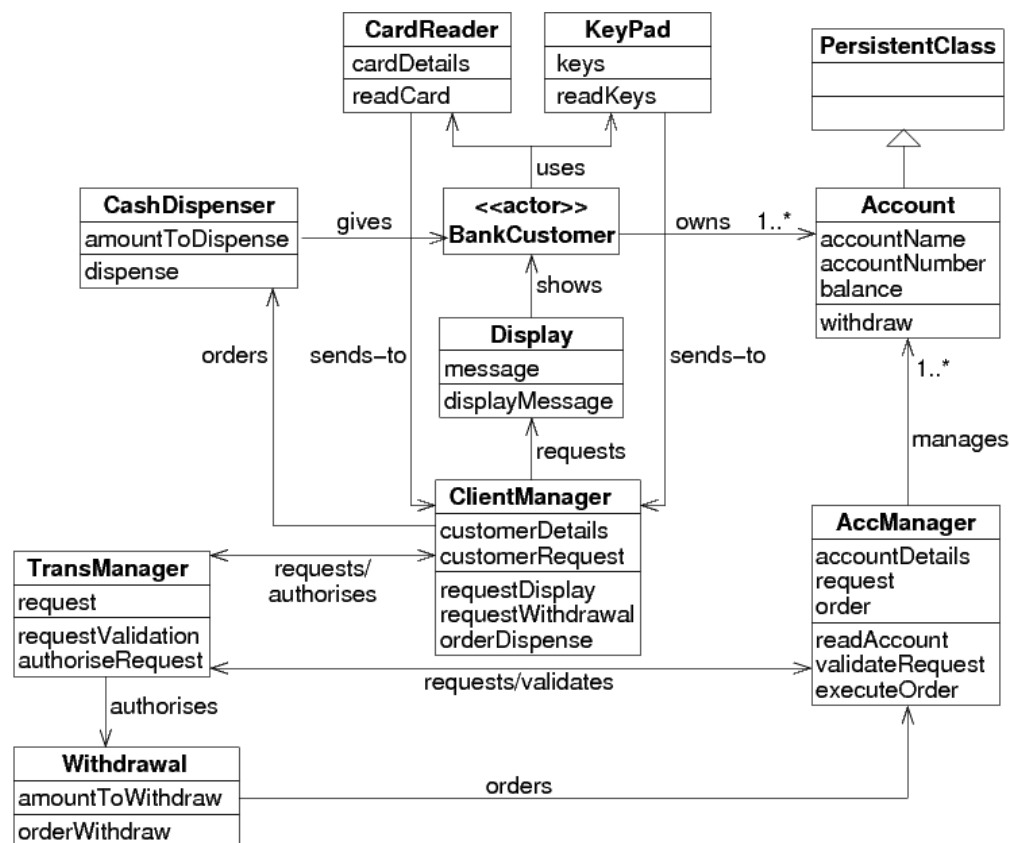 CardReader
cardDetails
readCard
KeyPad
keys
readKeys
PersistentClass
uses
CashDispenser
amountToDispense
dispense
gives
<<actor>>
BankCustomer
owns
1..*
Account
accountName
accountNumber
balance
withdraw
shows
orders
sends-to
Display
message
displayMessage
sends-to
1..*
manages
requests
ClientManager
customerDetails
customerRequest
requestDisplay
requestWithdrawal
orderDispense
AccManager
accountDetails
request
order
readAccount
validateRequest
executeOrder
TransManager
request
requestValidation
authoriseRequest
requests/
authorises
requests/validates
authorises
Withdrawal
amountToWithdraw
orderWithdraw
orders